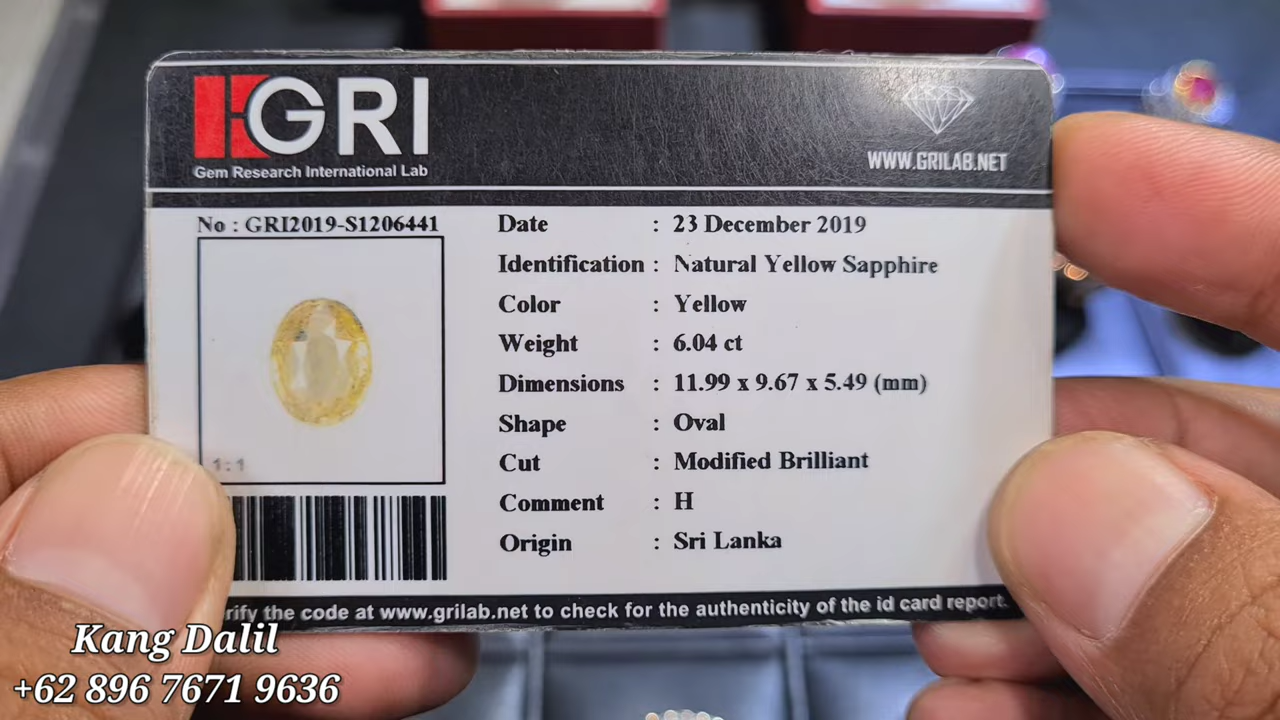 GRI
Gem Research International Lab
WWW.GRILAB.NET
No : GRI2019-S1206441
1:1
Date : 23 December 2019
Identification : Natural Yellow Sapphire
Color : Yellow
Weight : 6.04 ct
Dimensions : 11.99 x 9.67 x 5.49 (mm)
Shape : Oval
Cut : Modified Brilliant
Comment : H
Origin : Sri Lanka
the code at www.grilab.net to check for the authenticity of the id card report.
Kang Dalil
+62 896 7671 9636